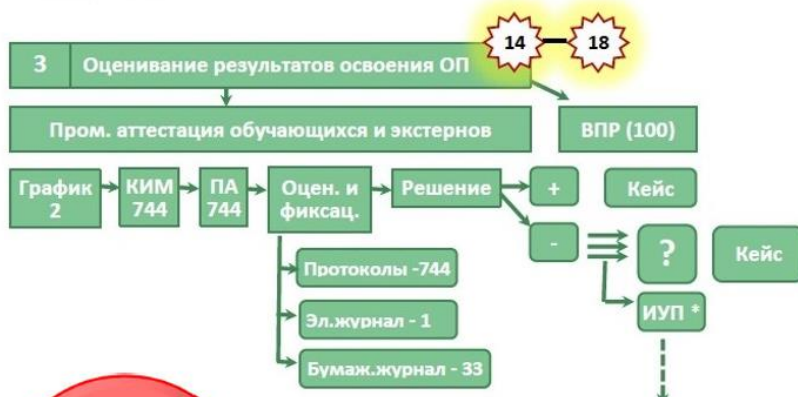 14
18
3
Оценивание результатов освоения ОП
Пром. аттестация обучающихся и экстернов
ВПР (100)
График
2
КИМ
744
ПА
744
Оцен. и
фиксац.
Решение
+
Кейс
-
?
Кейс
Протоколы -744
ИУП *
Эл.журнал - 1
Бумаж.журнал - 33